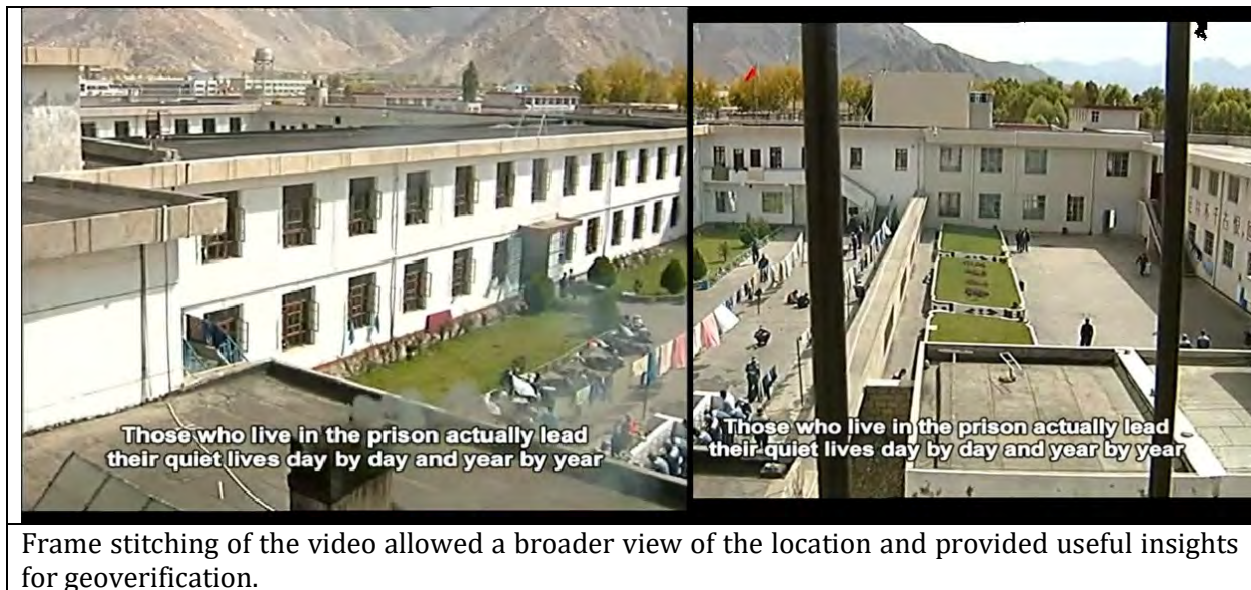 Those who live in the prison actually lead
their quiet lives day by day and year by year
Those who live in the prison actually lead
their quiet lives day by day and year by year
Frame stitching of the video allowed a broader view of the location and provided useful insights
for geoverification.